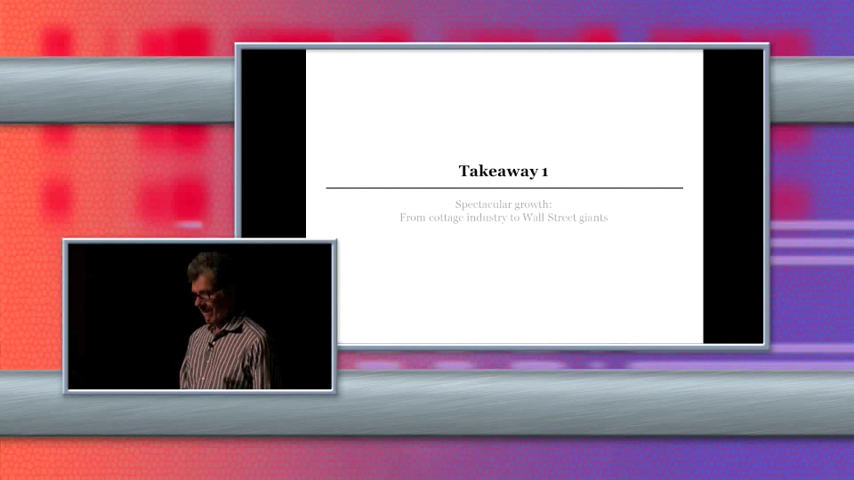 Takeaway 1
Spectacular growth:
From cottage industry to Wall Street giants